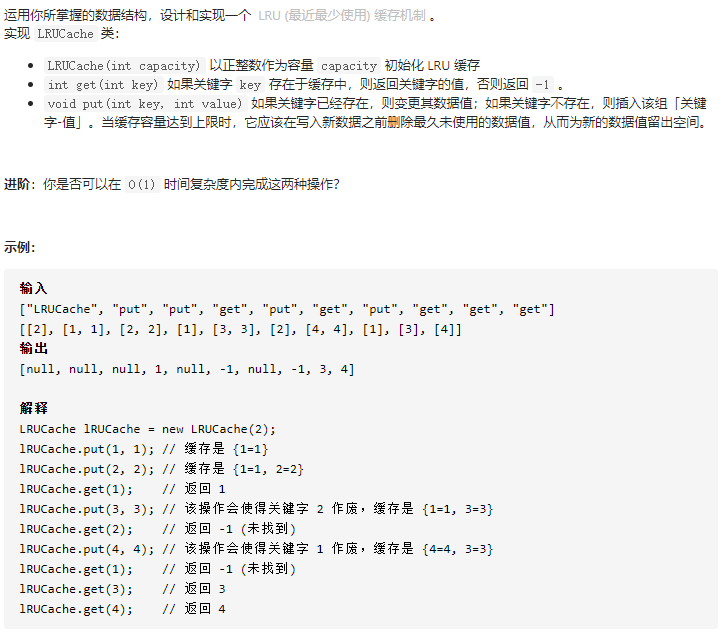 运用你所掌握的数据结构，设计和实现一个 LRU (最近最少使用) 缓存机制 。
实现 LRUCache 类：
• LRUCache(int capacity) 以正整数作为容量 capacity 初始化 LRU 缓存
• int get(int key) 如果关键字 key 存在于缓存中，则返回关键字的值，否则返回 -1 。
• void put(int key, int value) 如果关键字已经存在，则变更其数据值；如果关键字不存在，则插入该组「关键
字-值」。当缓存容量达到上限时，它应该在写入新数据之前删除最久未使用的数据值，从而为新的数据值留出空间。
进阶：你是否可以在 O(1) 时间复杂度内完成这两种操作？
示例：
输入
["LRUCache", "put", "put", "get", "put", "get", "put", "get", "get", "get"]
[[2], [1, 1], [2, 2], [1], [3, 3], [2], [4, 4], [1], [3], [4]]
输出
[null, null, null, 1, null, -1, null, -1, 3, 4]
解释
LRUCache lRUCache = new LRUCache(2);
lRUCache.put(1, 1); // 缓存是 {1=1}
lRUCache.put(2, 2); // 缓存是 {1=1, 2=2}
lRUCache.get(1);    // 返回 1
lRUCache.put(3, 3); // 该操作会使得关键字 2 作废，缓存是 {1=1, 3=3}
lRUCache.get(2);    // 返回 -1 (未找到)
lRUCache.put(4, 4); // 该操作会使得关键字 1 作废，缓存是 {4=4, 3=3}
lRUCache.get(1);    // 返回 -1 (未找到)
lRUCache.get(3);    // 返回 3
lRUCache.get(4);    // 返回 4